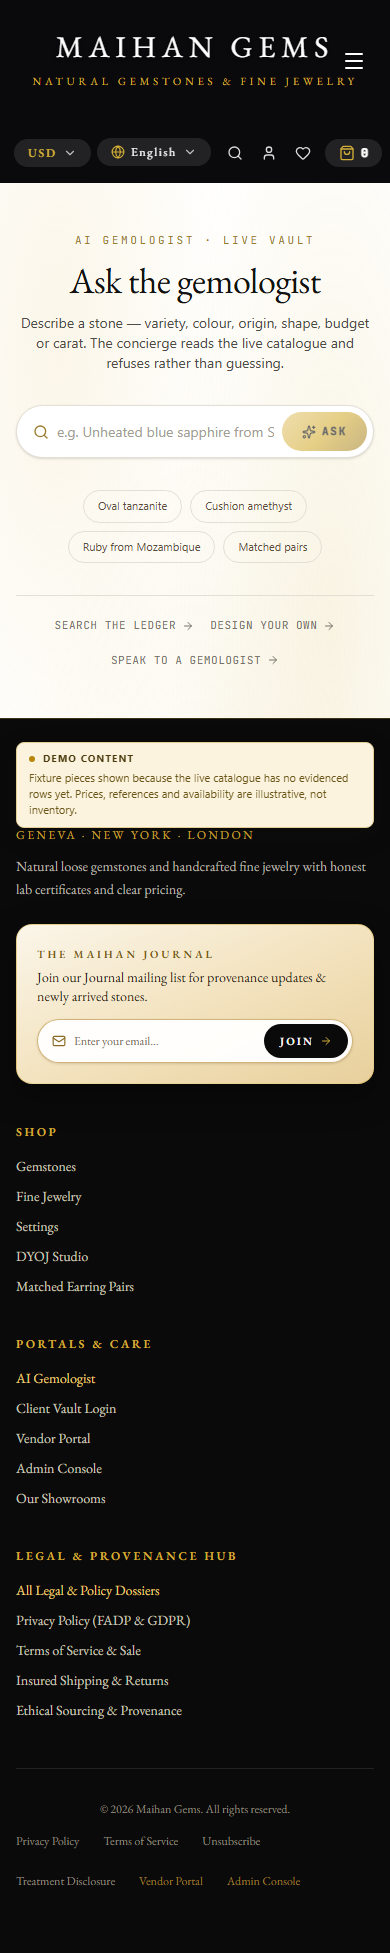 MAIHAN GEMS
NATURAL GEMSTONES & FINE JEWELRY
USD
English
0
AI GEMOLOGIST · LIVE VAULT
Ask the gemologist
Describe a stone — variety, colour, origin, shape, budget
or carat. The concierge reads the live catalogue and
refuses rather than guessing.
e.g. Unheated blue sapphire from S
ASK
Oval tanzanite
Cushion amethyst
Ruby from Mozambique
Matched pairs
SEARCH THE LEDGER →
DESIGN YOUR OWN →
SPEAK TO A GEMOLOGIST →
DEMO CONTENT
Fixture pieces shown because the live catalogue has no evidenced
rows yet. Prices, references and availability are illustrative, not
inventory.
GENEVA · NEW YORK · LONDON
Natural loose gemstones and handcrafted fine jewelry with honest
lab certificates and clear pricing.
THE MAIHAN JOURNAL
Join our Journal mailing list for provenance updates &
newly arrived stones.
Enter your email...
JOIN →
SHOP
Gemstones
Fine Jewelry
Settings
DYOJ Studio
Matched Earring Pairs
PORTALS & CARE
AI Gemologist
Client Vault Login
Vendor Portal
Admin Console
Our Showrooms
LEGAL & PROVENANCE HUB
All Legal & Policy Dossiers
Privacy Policy (FADP & GDPR)
Terms of Service & Sale
Insured Shipping & Returns
Ethical Sourcing & Provenance
© 2026 Maihan Gems. All rights reserved.
Privacy Policy
Terms of Service
Unsubscribe
Treatment Disclosure
Vendor Portal
Admin Console